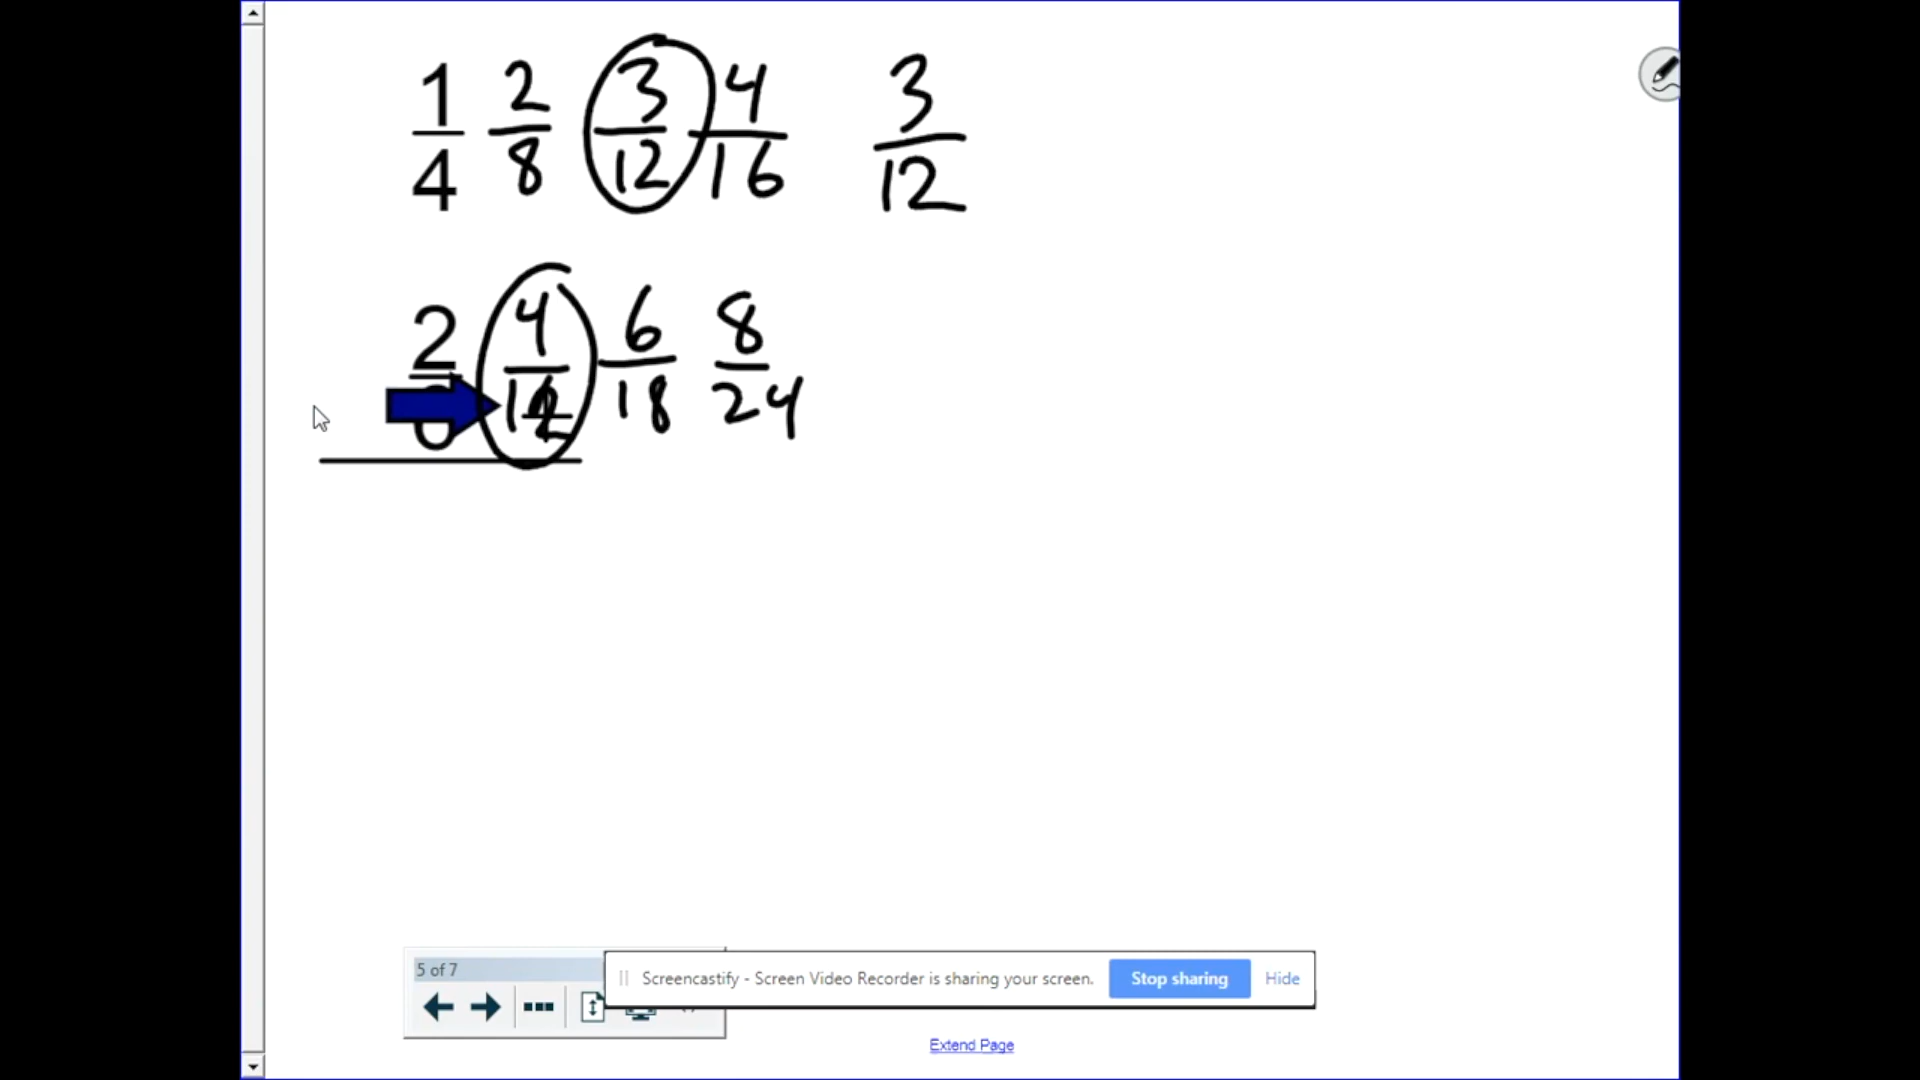 1 2 3 4 3
4 8 12 16 12
2 4 6 8
12 18 24
5 of 7
Screencastify - Screen Video Recorder is sharing your screen. Stop sharing Hide
Extend Page